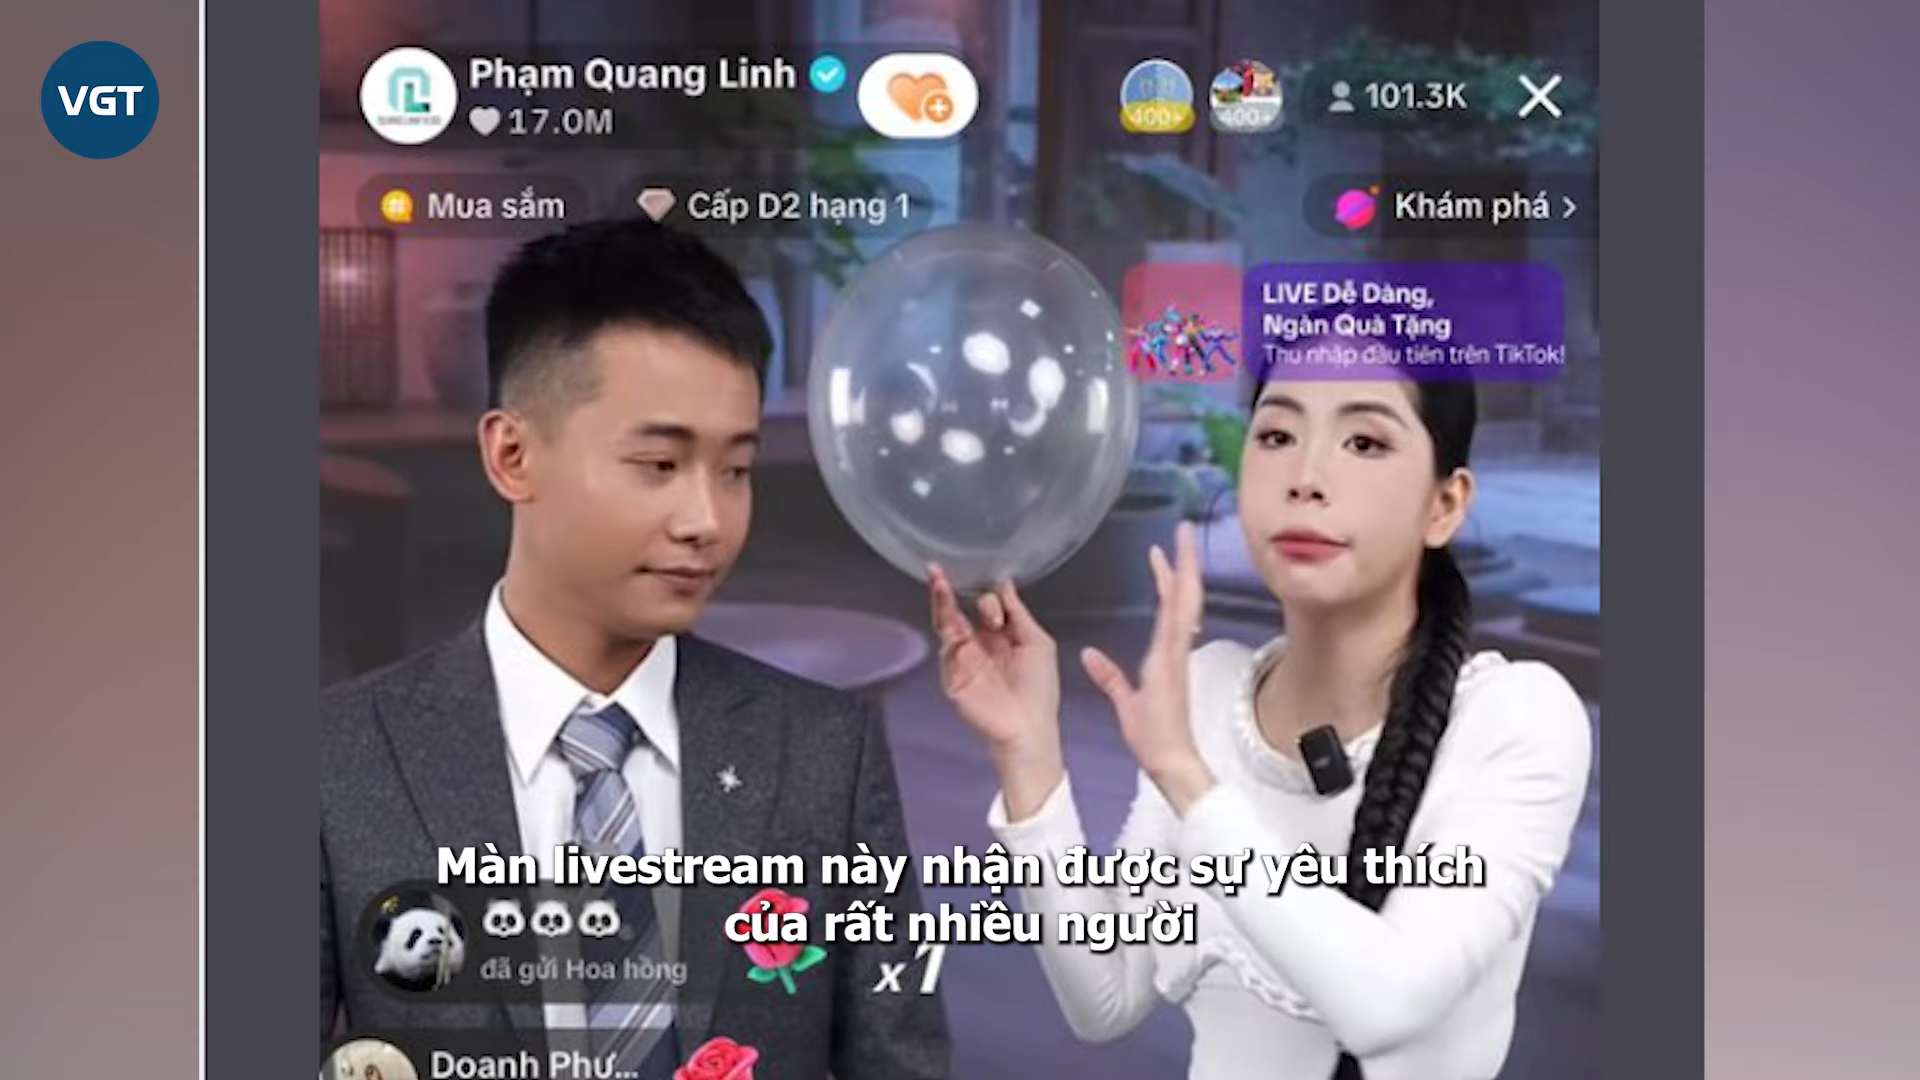 VGT
Phạm Quang Linh
17.0M
400+
400+
101.3K
Mua sắm
Cấp D2 hạng 1
Khám phá >
LIVE Dễ Dàng,
Ngàn Quà Tặng
Thu nhập đầu tiên trên TikTok!
Màn livestream này nhận được sự yêu thích
của rất nhiều người
đã gửi Hoa hồng
x1
Doanh Phư...